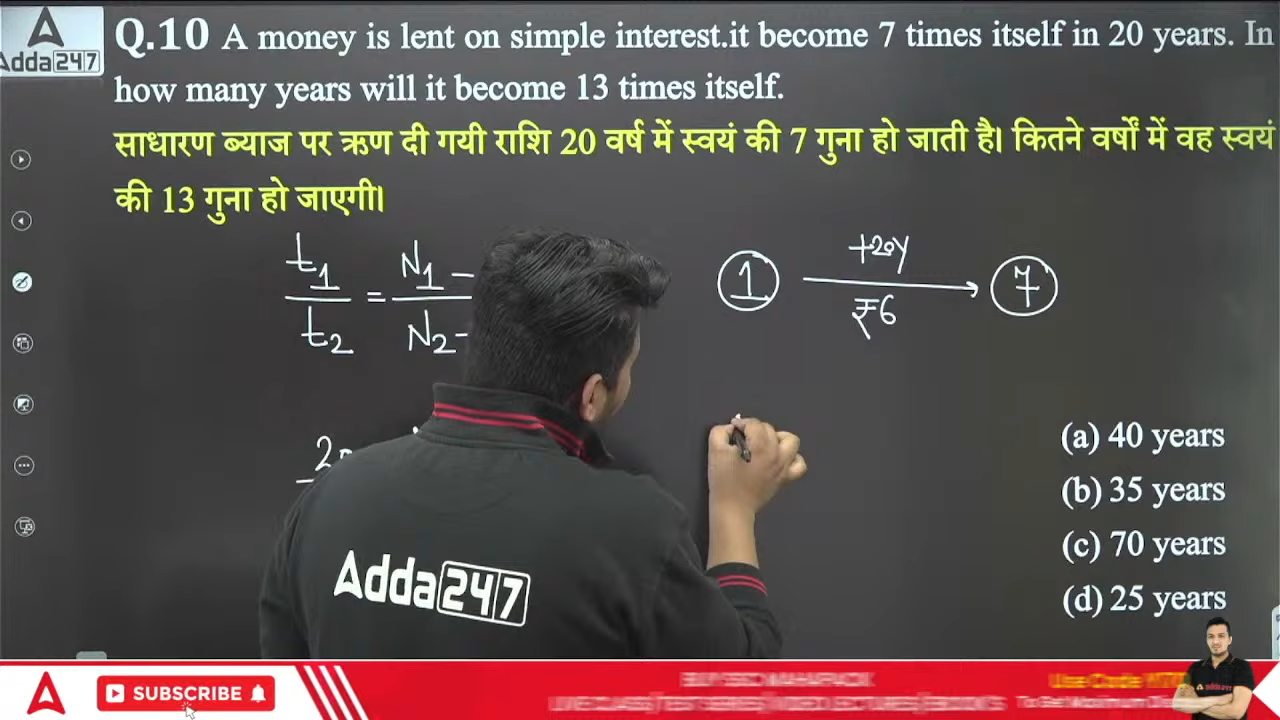 Adda247
Q.10 A money is lent on simple interest.it become 7 times itself in 20 years. In
how many years will it become 13 times itself.
साधारण ब्याज पर ऋण दी गयी राशि 20 वर्ष में स्वयं की 7 गुना हो जाती है। कितने वर्षों में वह स्वयं
की 13 गुना हो जाएगी।
t1 = N1 -
t2 N2 -
1 +20y 7
₹6
(a) 40 years
(b) 35 years
(c) 70 years
(d) 25 years
Adda247
SUBSCRIBE